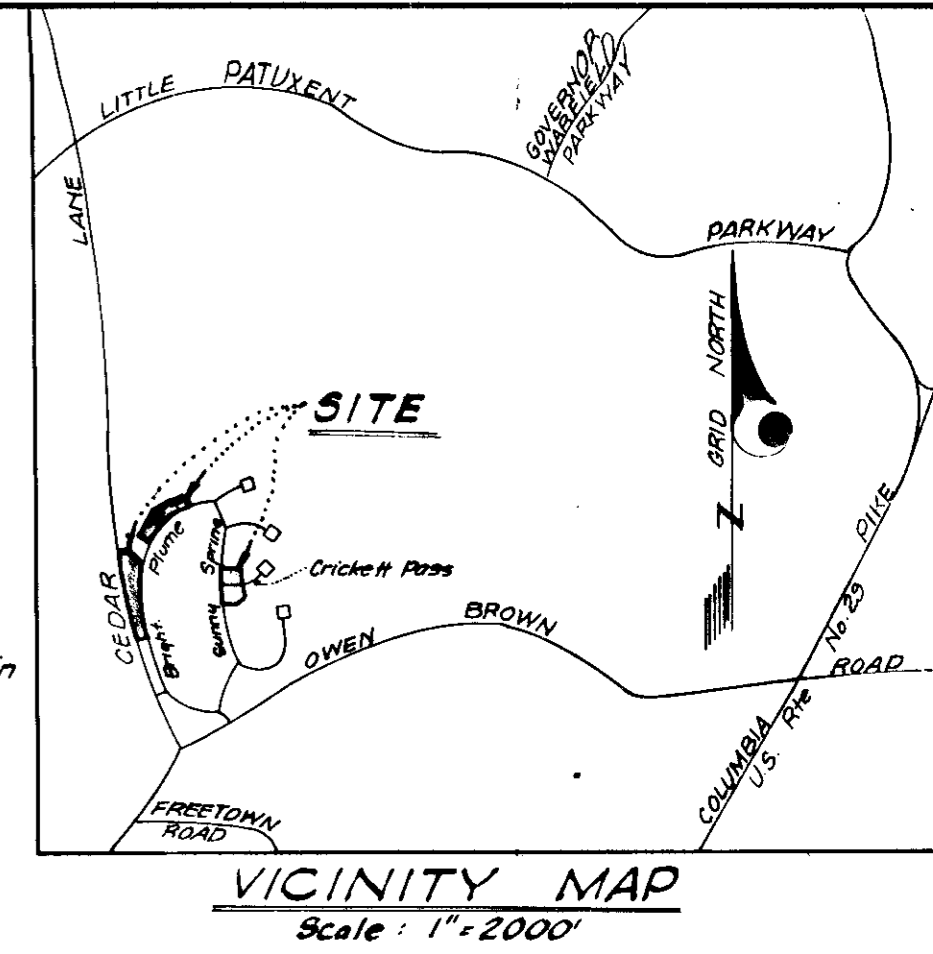 LITTLE PATUXENT PARKWAY
GOVERNOR
WARFIELD
PARKWAY
LANE
GRID NORTH
SITE
Plume
Spring
Crickett Pass
CEDAR
Bright
Sunny
OWEN BROWN ROAD
COLUMBIA PIKE
U.S. Rte No. 29
FREETOWN
ROAD
VICINITY MAP
Scale : 1" = 2000'